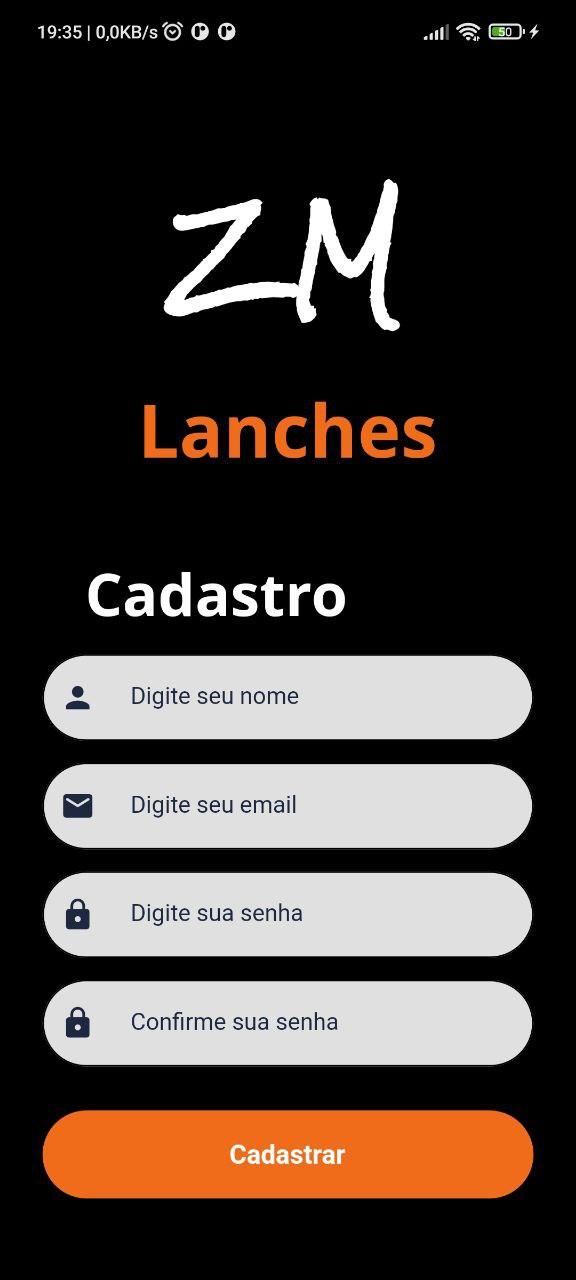 19:35 | 0,0KB/s
50
ZM
Lanches
Cadastro
Digite seu nome
Digite seu email
Digite sua senha
Confirme sua senha
Cadastrar